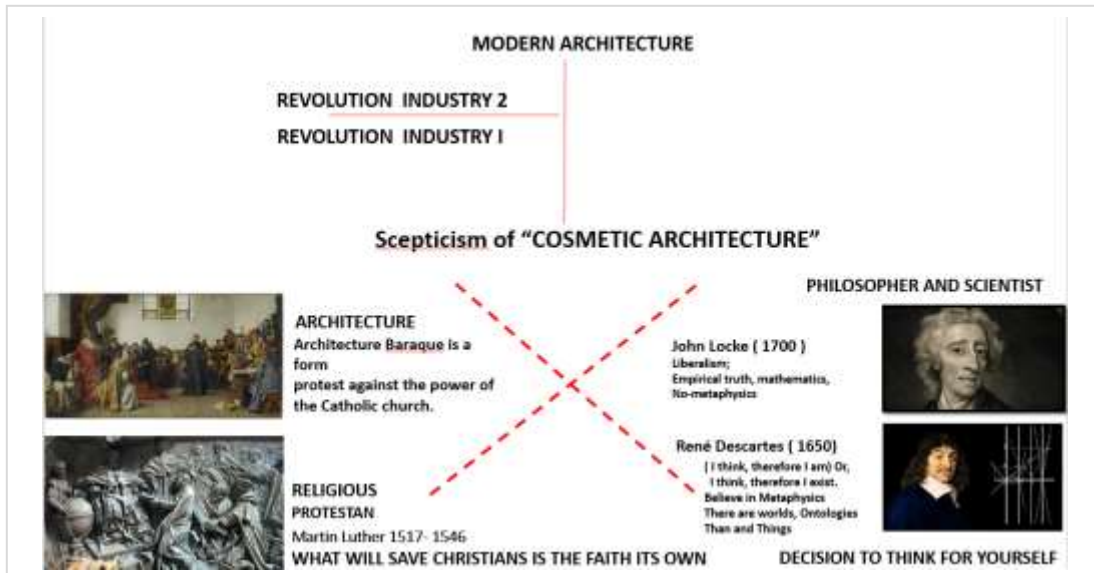 MODERN ARCHITECTURE
REVOLUTION INDUSTRY 2
REVOLUTION INDUSTRY I
Scepticism of “COSMETIC ARCHITECTURE”
PHILOSOPHER AND SCIENTIST
ARCHITECTURE
Architecture Baraque is a
form
protest against the power of
the Catholic church.
John Locke ( 1700 )
Liberalism;
Empirical truth, mathematics,
No-metaphysics
René Descartes ( 1650)
( I think, therefore I am) Or,
I think, therefore I exist.
Believe in Metaphysics
There are worlds, Ontologies
Than and Things
RELIGIOUS
PROTESTAN
Martin Luther 1517- 1546
WHAT WILL SAVE CHRISTIANS IS THE FAITH ITS OWN
DECISION TO THINK FOR YOURSELF